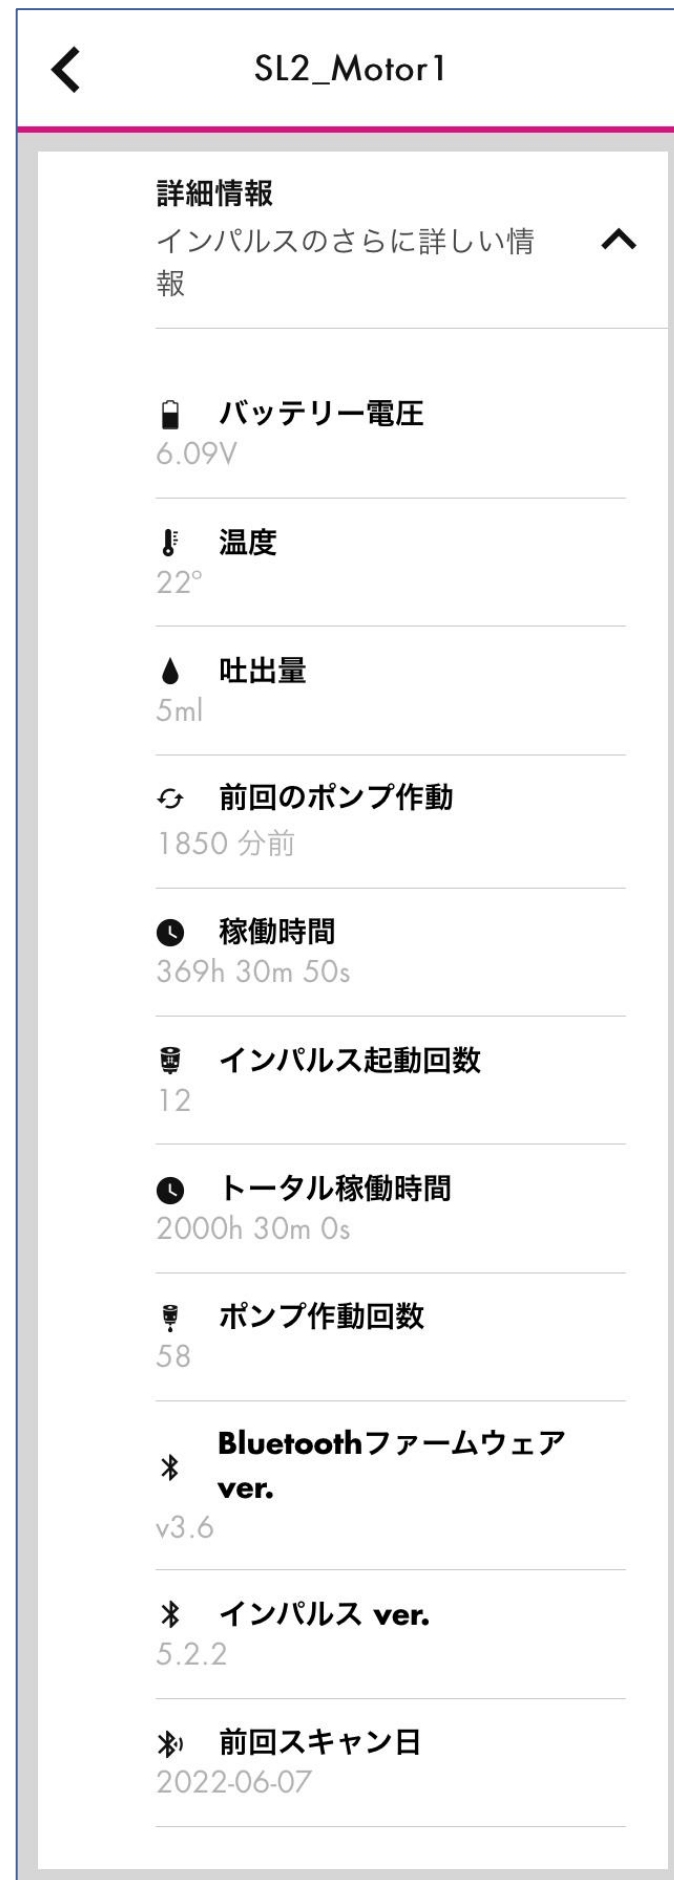 SL2_Motor1
詳細情報
インパルスのさらに詳しい情
報
バッテリー電圧
6.09V
温度
22°
吐出量
5ml
前回のポンプ作動
1850 分前
稼働時間
369h 30m 50s
インパルス起動回数
12
トータル稼働時間
2000h 30m 0s
ポンプ作動回数
58
Bluetoothファームウェア
ver.
v3.6
インパルス ver.
5.2.2
前回スキャン日
2022-06-07